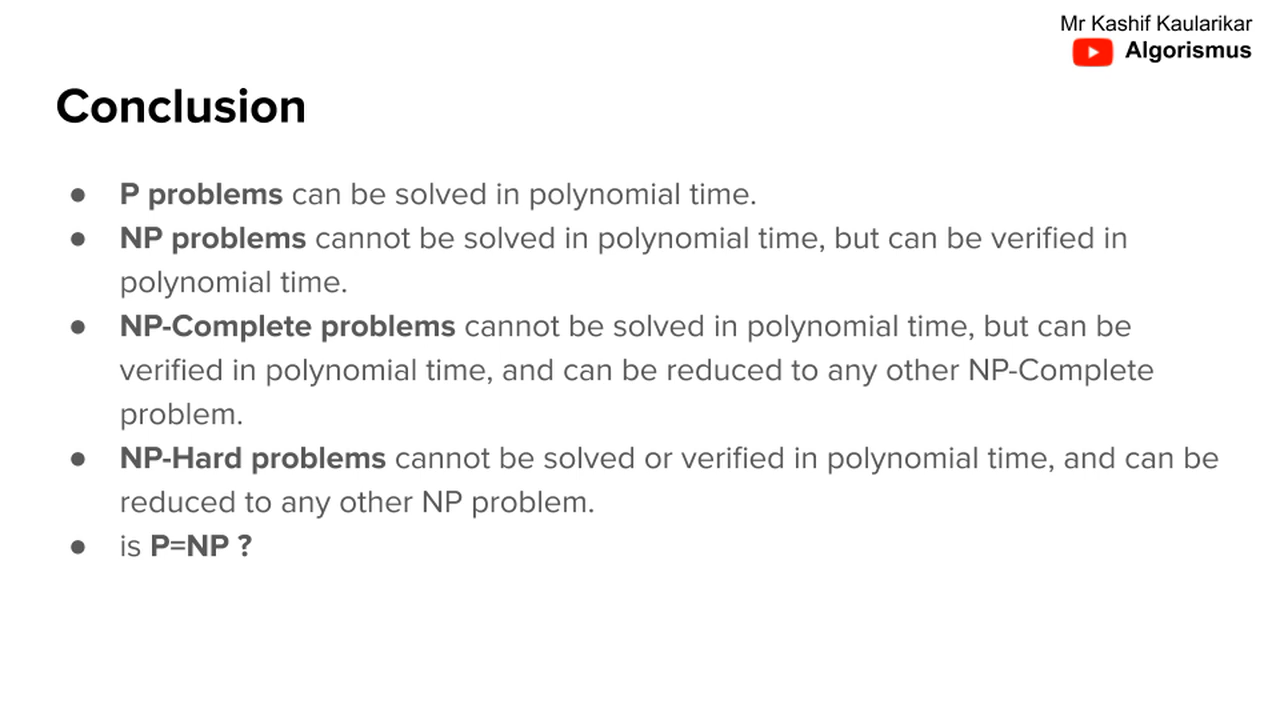 Mr Kashif Kaularikar
Algorismus
Conclusion
● P problems can be solved in polynomial time.
● NP problems cannot be solved in polynomial time, but can be verified in
polynomial time.
● NP-Complete problems cannot be solved in polynomial time, but can be
verified in polynomial time, and can be reduced to any other NP-Complete
problem.
● NP-Hard problems cannot be solved or verified in polynomial time, and can be
reduced to any other NP problem.
● is P=NP ?